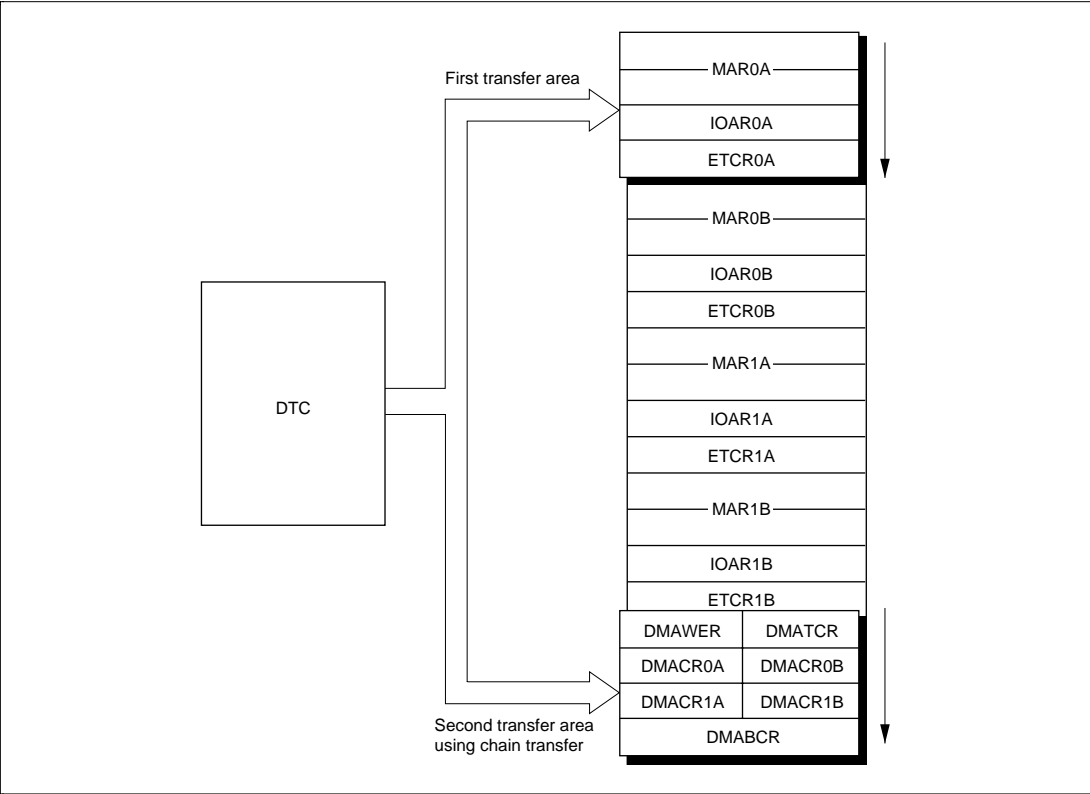 First transfer area
MAR0A
IOAR0A
ETCR0A
MAR0B
IOAR0B
ETCR0B
MAR1A
IOAR1A
ETCR1A
MAR1B
IOAR1B
ETCR1B
DTC
DMAWER DMATCR
DMACR0A DMACR0B
DMACR1A DMACR1B
DMABCR
Second transfer area
using chain transfer